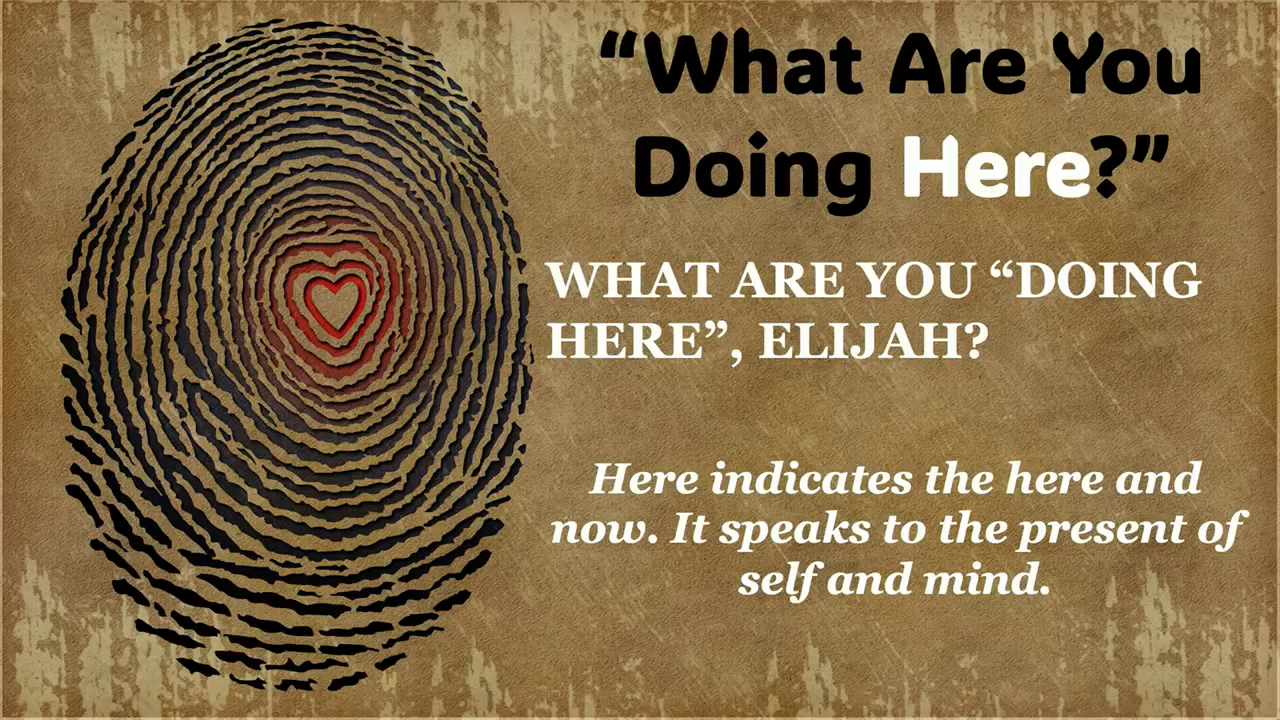 “What Are You
Doing Here?”
WHAT ARE YOU “DOING
HERE”, ELIJAH?
Here indicates the here and
now. It speaks to the present of
self and mind.